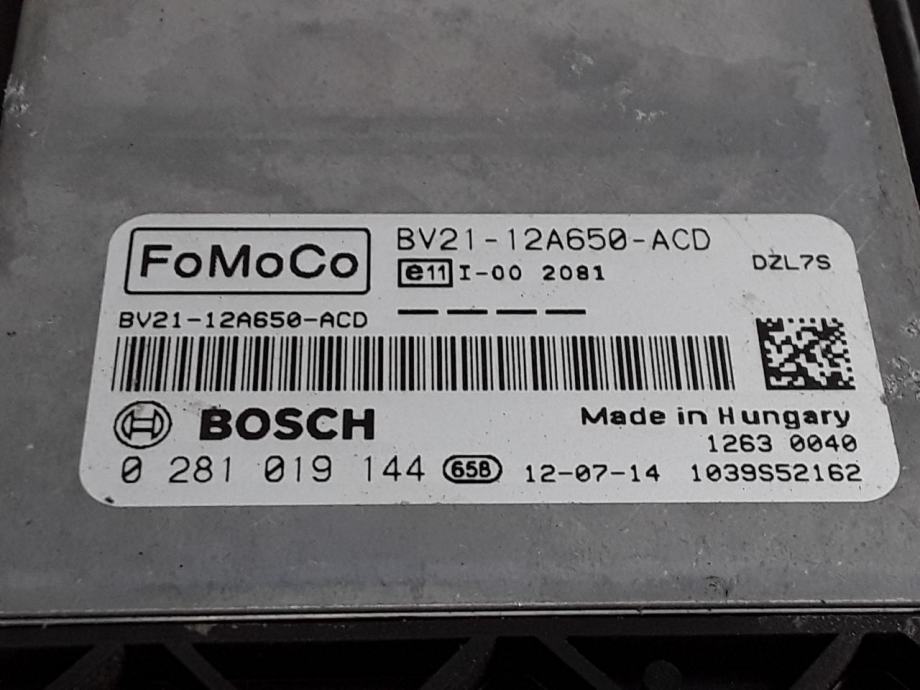 FoMoCo
BV21-12A650-ACD
e11 I-00 2081
DZL7S
BV21-12A650-ACD
BOSCH
Made in Hungary
1263 0040
0 281 019 144 65B 12-07-14 1039S52162